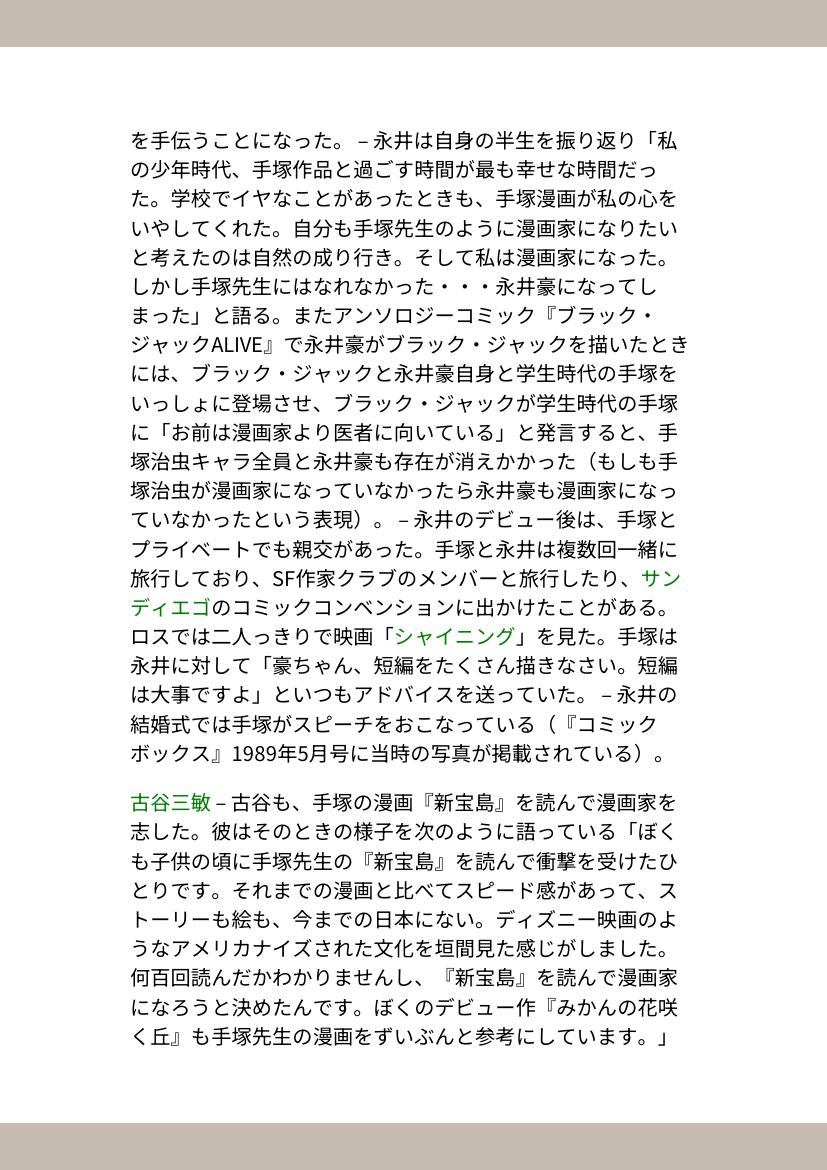 を手伝うことになった。 – 永井は自身の半生を振り返り「私
の少年時代、手塚作品と過ごす時間が最も幸せな時間だっ
た。学校でイヤなことがあったときも、手塚漫画が私の心を
いやしてくれた。自分も手塚先生のように漫画家になりたい
と考えたのは自然の成り行き。そして私は漫画家になった。
しかし手塚先生にはなれなかった・・・永井豪になってし
まった」と語る。またアンソロジーコミック『ブラック・
ジャックALIVE』で永井豪がブラック・ジャックを描いたとき
には、ブラック・ジャックと永井豪自身と学生時代の手塚を
いっしょに登場させ、ブラック・ジャックが学生時代の手塚
に「お前は漫画家より医者に向いている」と発言すると、手
塚治虫キャラ全員と永井豪も存在が消えかかった（もしも手
塚治虫が漫画家になっていなかったら永井豪も漫画家になっ
ていなかったという表現）。 – 永井のデビュー後は、手塚と
プライベートでも親交があった。手塚と永井は複数回一緒に
旅行しており、SF作家クラブのメンバーと旅行したり、サン
ディエゴのコミックコンベンションに出かけたことがある。
ロスでは二人っきりで映画「シャイニング」を見た。手塚は
永井に対して「豪ちゃん、短編をたくさん描きなさい。短編
は大事ですよ」といつもアドバイスを送っていた。 – 永井の
結婚式では手塚がスピーチをおこなっている（『コミック
ボックス』1989年5月号に当時の写真が掲載されている）。
古谷三敏 – 古谷も、手塚の漫画『新宝島』を読んで漫画家を
志した。彼はそのときの様子を次のように語っている「ぼく
も子供の頃に手塚先生の『新宝島』を読んで衝撃を受けたひ
とりです。それまでの漫画と比べてスピード感があって、ス
トーリーも絵も、今までの日本にない。ディズニー映画のよ
うなアメリカナイズされた文化を垣間見た感じがしました。
何百回読んだかわかりませんし、『新宝島』を読んで漫画家
になろうと決めたんです。ぼくのデビュー作『みかんの花咲
く丘』も手塚先生の漫画をずいぶんと参考にしています。」